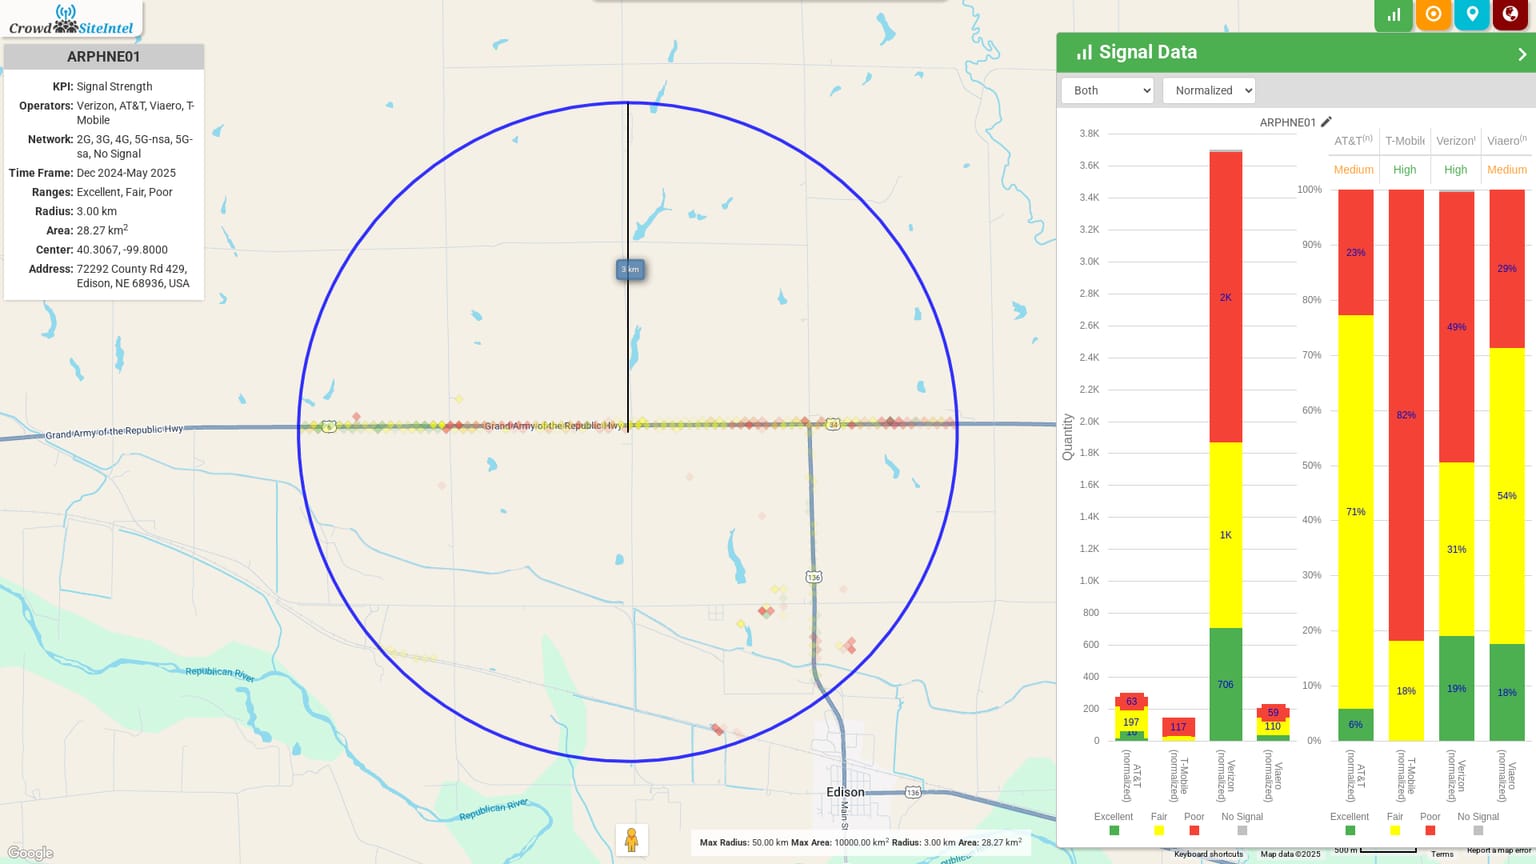 Crowd SiteIntel
ARPHNE01
KPI: Signal Strength
Operators: Verizon, AT&T, Viaero, T-
Mobile
Network: 2G, 3G, 4G, 5G-nsa, 5G-
sa, No Signal
Time Frame: Dec 2024-May 2025
Ranges: Excellent, Fair, Poor
Radius: 3.00 km
Area: 28.27 km²
Center: 40.3067, -99.8000
Address: 72292 County Rd 429,
Edison, NE 68936, USA
3 km
Grand Army of the Republic Hwy
6
Grand Army of the Republic Hwy
34
136
Republican River
Republican River
Edison
136
Main St
Google
Max Radius: 50.00 km Max Area: 10000.00 km² Radius: 3.00 km Area: 28.27 km²
Signal Data
Both
Normalized
ARPHNE01
Quantity
3.8K
3.6K
3.4K
3.2K
3.0K
2.8K
2.6K
2.4K
2.2K
2.0K
1.8K
1.6K
1.4K
1.2K
1.0K
800
600
400
200
0
63
197
16
117
2K
1K
706
59
110
AT&T (normalized)
T-Mobile (normalized)
Verizon (normalized)
Viaero (normalized)
Excellent Fair Poor No Signal
AT&T(n) T-Mobile Verizon Viaero(n
Medium High High Medium
100%
90%
80%
70%
60%
50%
40%
30%
20%
10%
0%
23%
71%
6%
82%
18%
49%
31%
19%
29%
54%
18%
AT&T (normalized)
T-Mobile (normalized)
Verizon (normalized)
Viaero (normalized)
Excellent Fair Poor No Signal
Keyboard shortcuts Map data ©2025 500 m Terms Report a map error